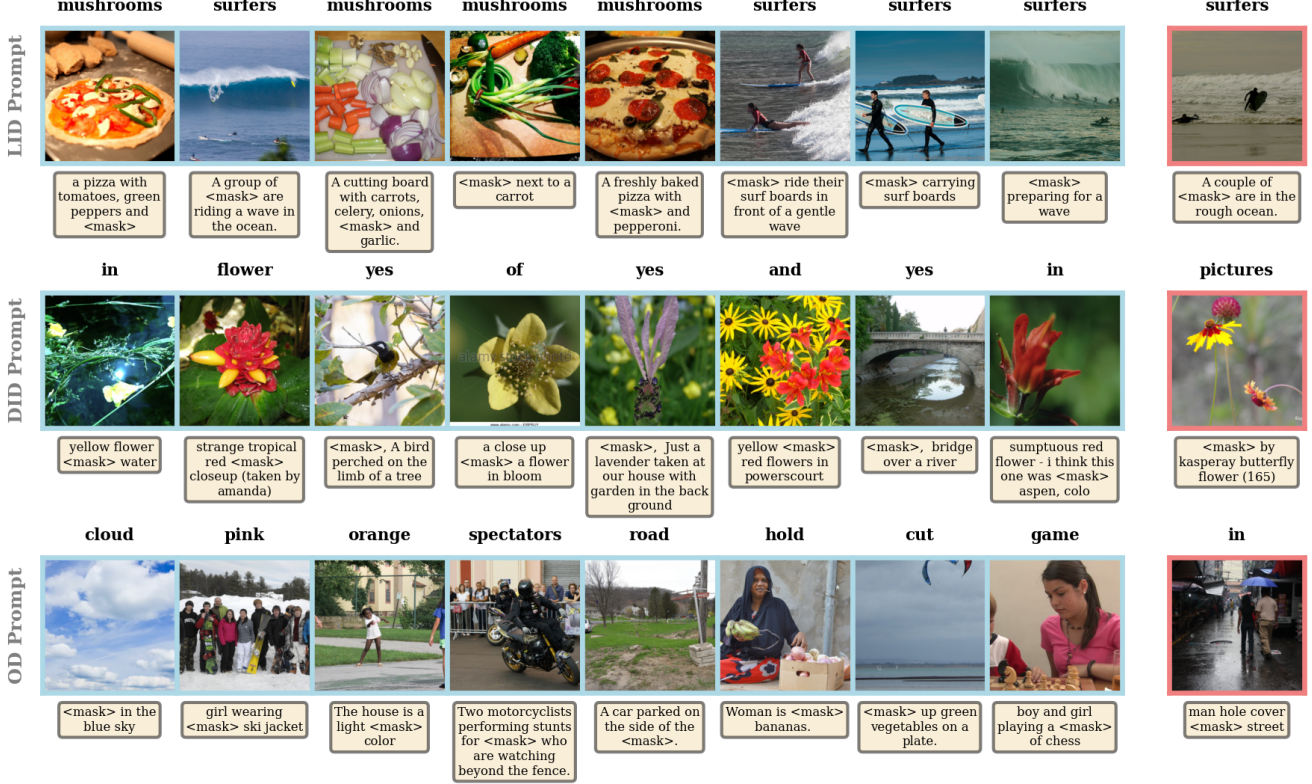 mushrooms surfers mushrooms mushrooms mushrooms surfers surfers surfers surfers
LID Prompt
a pizza with
tomatoes, green
peppers and
<mask>
A group of
<mask> are
riding a wave in
the ocean.
A cutting board
with carrots,
celery, onions,
<mask> and
garlic.
<mask> next to a
carrot
A freshly baked
pizza with
<mask> and
pepperoni.
<mask> ride their
surf boards in
front of a gentle
wave
<mask> carrying
surf boards
<mask>
preparing for a
wave
A couple of
<mask> are in the
rough ocean.
in flower yes of yes and yes in pictures
DID Prompt
alamy stock photo
yellow flower
<mask> water
strange tropical
red <mask>
closeup (taken by
amanda)
<mask>, A bird
perched on the
limb of a tree
a close up
<mask> a flower
in bloom
<mask>,  Just a
lavender taken at
our house with
garden in the back
ground
yellow <mask>
red flowers in
powerscourt
<mask>,  bridge
over a river
sumptuous red
flower - i think this
one was <mask>
aspen, colo
<mask> by
kasperay butterfly
flower (165)
cloud pink orange spectators road hold cut game in
OD Prompt
<mask> in the
blue sky
girl wearing
<mask> ski jacket
The house is a
light <mask>
color
Two motorcyclists
performing stunts
for <mask> who
are watching
beyond the fence.
A car parked on
the side of the
<mask>.
Woman is <mask>
bananas.
<mask> up green
vegetables on a
plate.
boy and girl
playing a <mask>
of chess
man hole cover
<mask> street